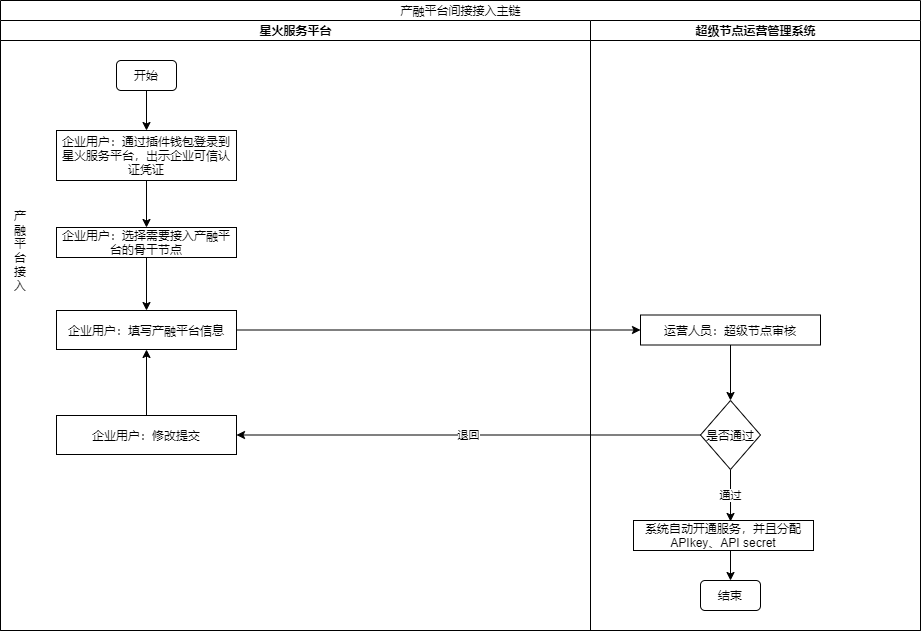 产融平台间接接入主链
星火服务平台
超级节点运营管理系统
开始
企业用户：通过插件钱包登录到
星火服务平台，出示企业可信认
证凭证
产
融
平
台
接
入
企业用户：选择需要接入产融平
台的骨干节点
企业用户：填写产融平台信息
运营人员：超级节点审核
企业用户：修改提交
退回
是否通过
通过
系统自动开通服务，并且分配
APIkey、API secret
结束